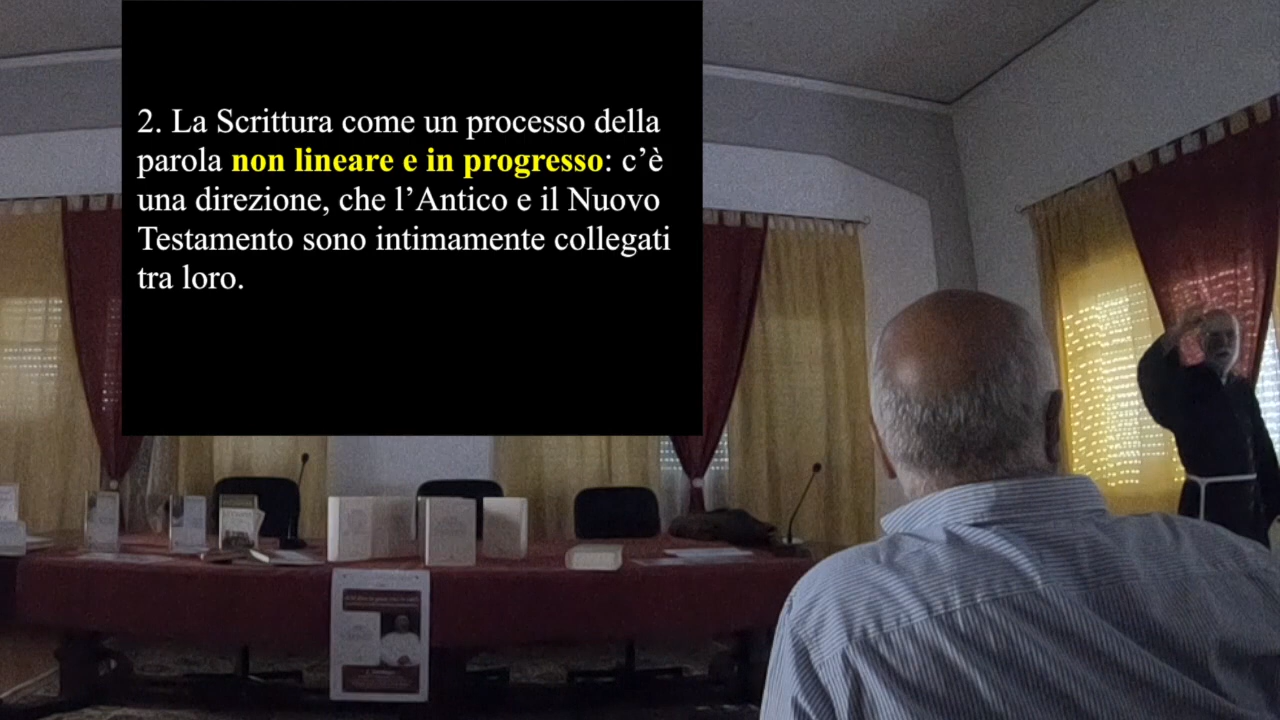 2. La Scrittura come un processo della
parola non lineare e in progresso: c’è
una direzione, che l’Antico e il Nuovo
Testamento sono intimamente collegati
tra loro.